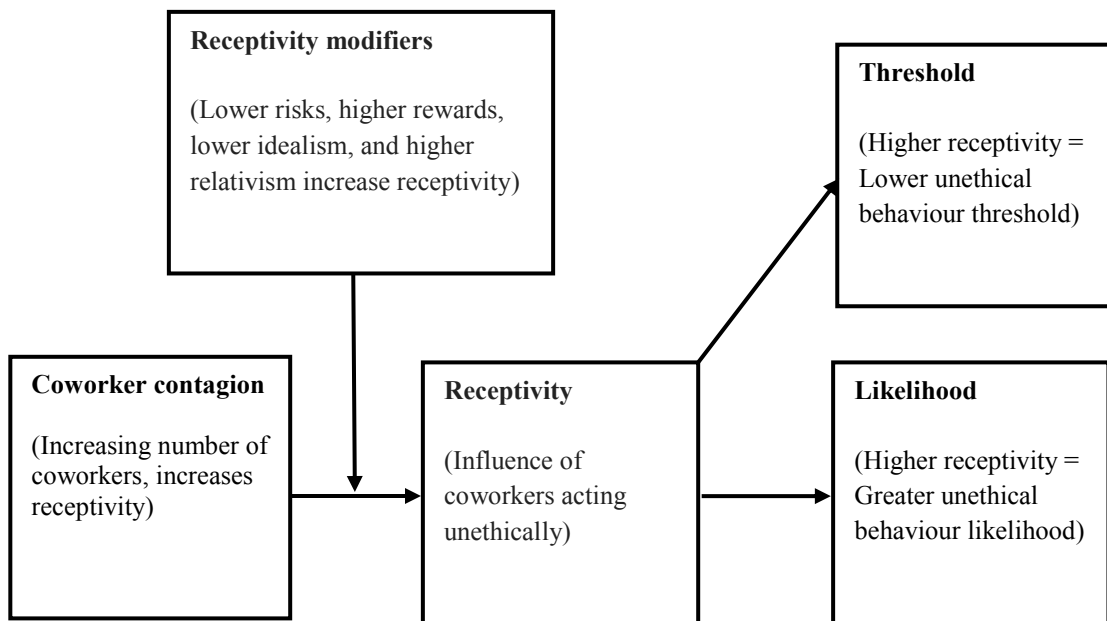 Receptivity modifiers
(Lower risks, higher rewards,
lower idealism, and higher
relativism increase receptivity)
Threshold
(Higher receptivity =
Lower unethical
behaviour threshold)
Coworker contagion
(Increasing number of
coworkers, increases
receptivity)
Receptivity
(Influence of
coworkers acting
unethically)
Likelihood
(Higher receptivity =
Greater unethical
behaviour likelihood)